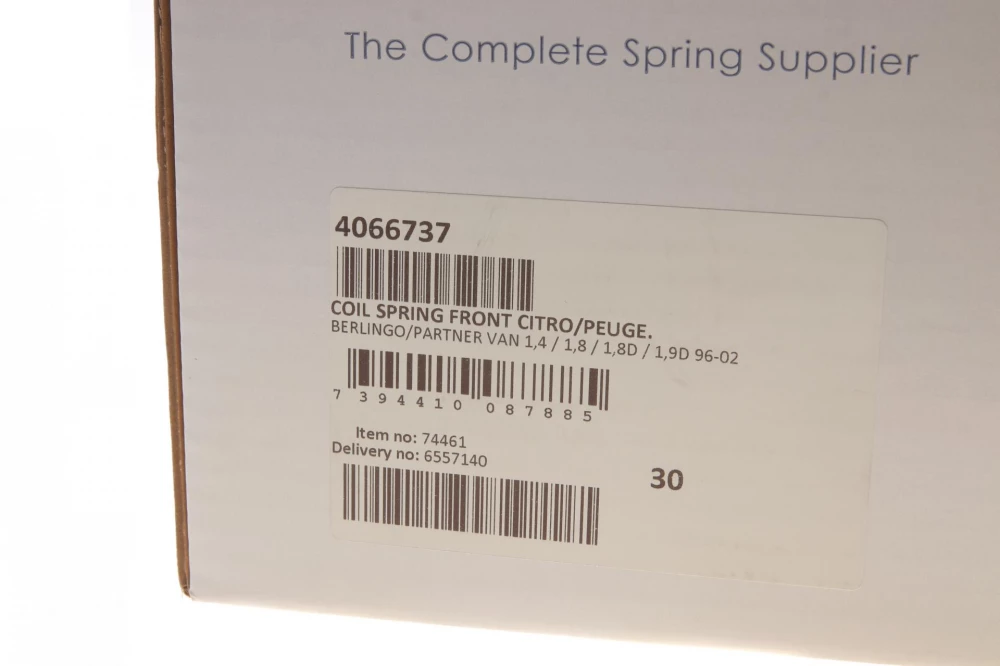 The Complete Spring Supplier
4066737
COIL SPRING FRONT CITRO/PEUGE.
BERLINGO/PARTNER VAN 1,4 / 1,8 / 1,8D / 1,9D 96-02
7 394410 087885
Item no: 74461
Delivery no: 6557140
30